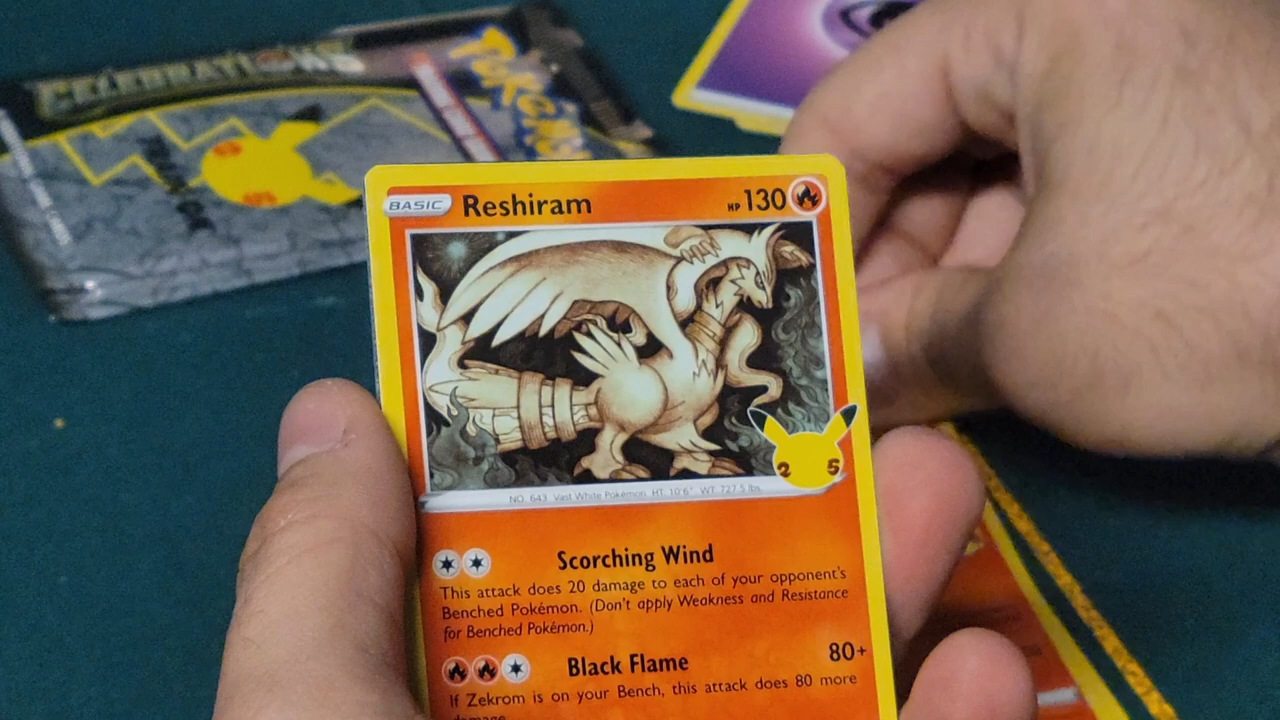 CELEBRATIONS
POKéMON
BASIC Reshiram HP 130
25
NO. 643 Vast White Pokémon HT: 10'6" WT: 727.5 lbs.
Scorching Wind
This attack does 20 damage to each of your opponent's
Benched Pokémon. (Don't apply Weakness and Resistance
for Benched Pokémon.)
Black Flame 80+
If Zekrom is on your Bench, this attack does 80 more
damage.